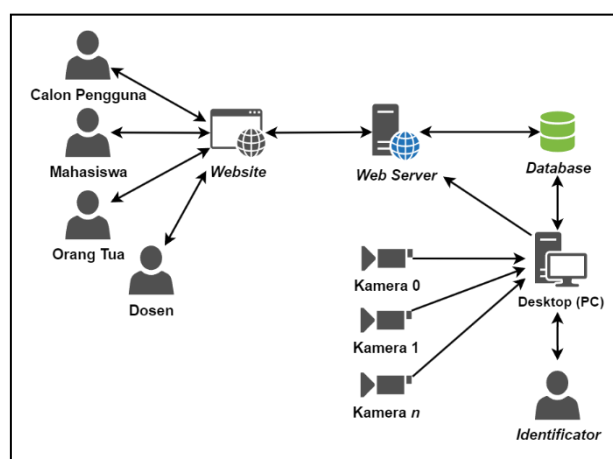 Calon Pengguna
Mahasiswa
Orang Tua
Dosen
Website
Web Server
Database
Kamera 0
Kamera 1
Kamera n
Desktop (PC)
Identificator